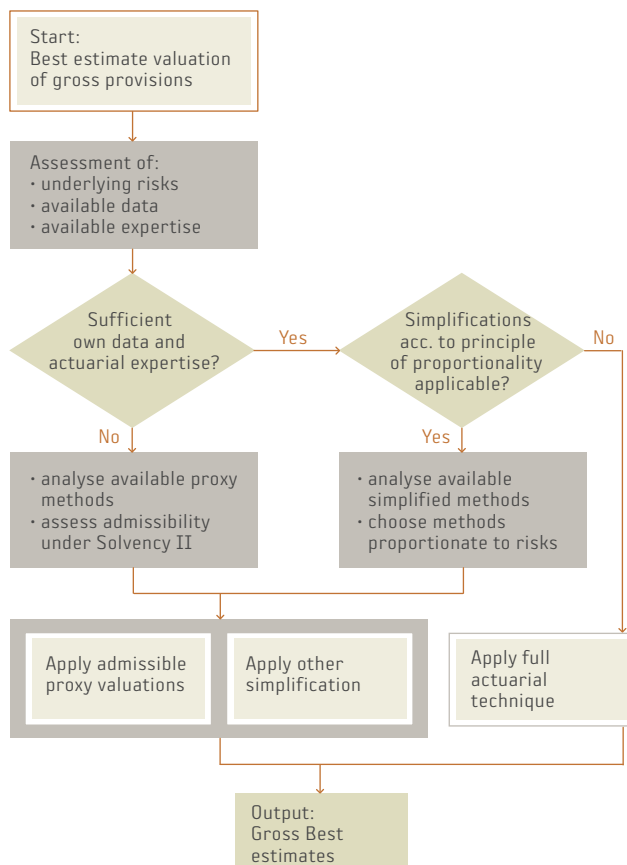 Start:
Best estimate valuation
of gross provisions
Assessment of:
· underlying risks
· available data
· available expertise
Sufficient
own data and
actuarial expertise?
Yes
Simplifications
acc. to principle
of proportionality
applicable?
No
No
Yes
· analyse available proxy
methods
· assess admissibility
under Solvency II
· analyse available
simplified methods
· choose methods
proportionate to risks
Apply admissible
proxy valuations
Apply other
simplification
Apply full
actuarial
technique
Output:
Gross Best
estimates